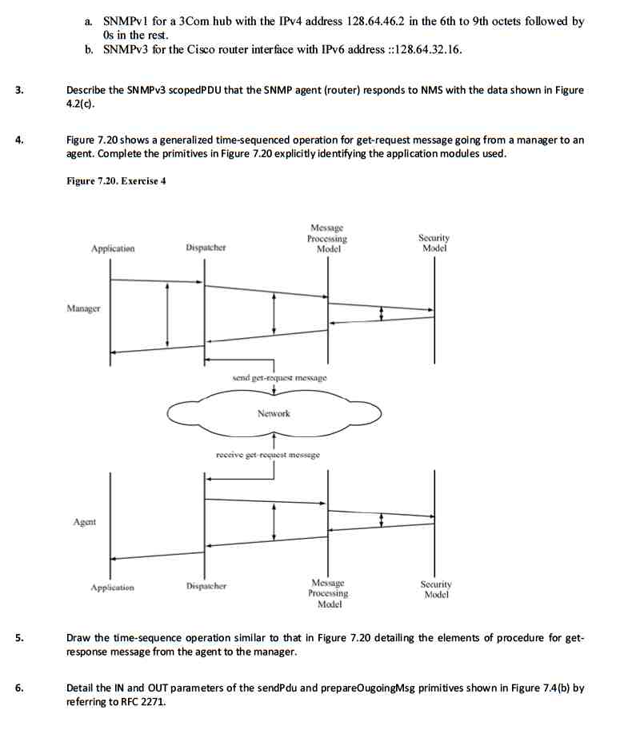 a. SNMPv1 for a 3Com hub with the IPv4 address 128.64.46.2 in the 6th to 9th octets followed by
0s in the rest.
b. SNMPv3 for the Cisco router interface with IPv6 address ::128.64.32.16.
3. Describe the SNMPv3 scopedPDU that the SNMP agent (router) responds to NMS with the data shown in Figure
4.2(c).
4. Figure 7.20 shows a generalized time-sequenced operation for get-request message going from a manager to an
agent. Complete the primitives in Figure 7.20 explicitly identifying the application modules used.
Figure 7.20. Exercise 4
Application
Dispatcher
Message
Processing
Model
Security
Model
Manager
send get-request message
Network
receive get-request message
Agent
Application
Dispatcher
Message
Processing
Model
Security
Model
5. Draw the time-sequence operation similar to that in Figure 7.20 detailing the elements of procedure for get-
response message from the agent to the manager.
6. Detail the IN and OUT parameters of the sendPdu and prepareOugoingMsg primitives shown in Figure 7.4(b) by
referring to RFC 2271.